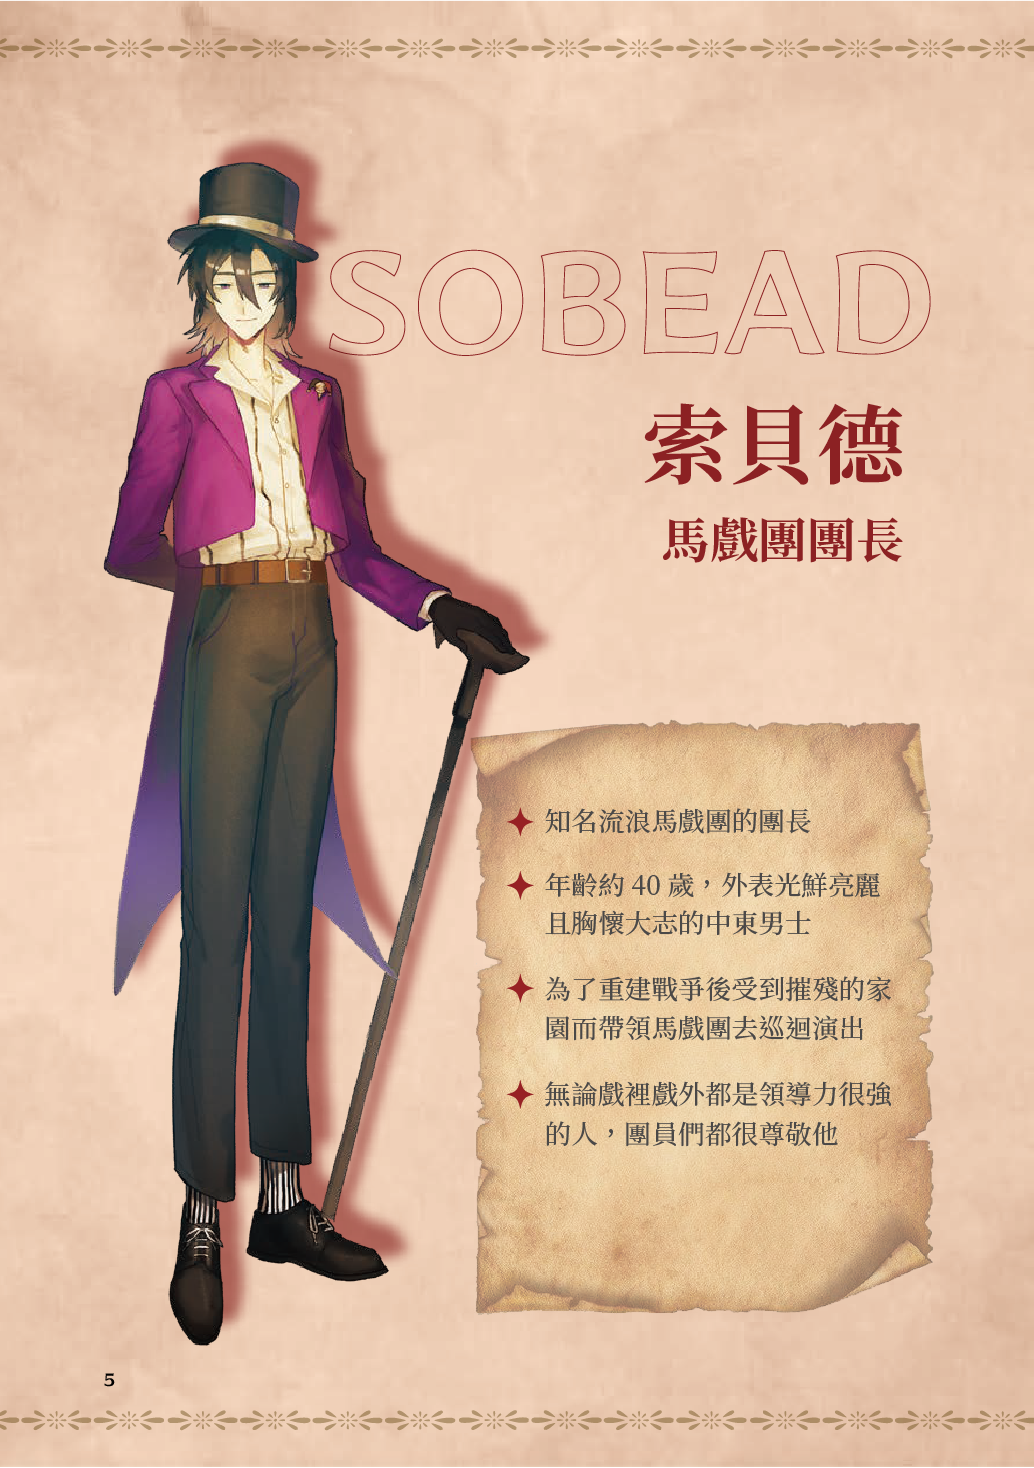 SOBEAD
索貝德
馬戲團團長
知名流浪馬戲團的團長
年齡約 40 歲，外表光鮮亮麗
且胸懷大志的中東男士
為了重建戰爭後受到摧殘的家
園而帶領馬戲團去巡迴演出
無論戲裡戲外都是領導力很強
的人，團員們都很尊敬他
5